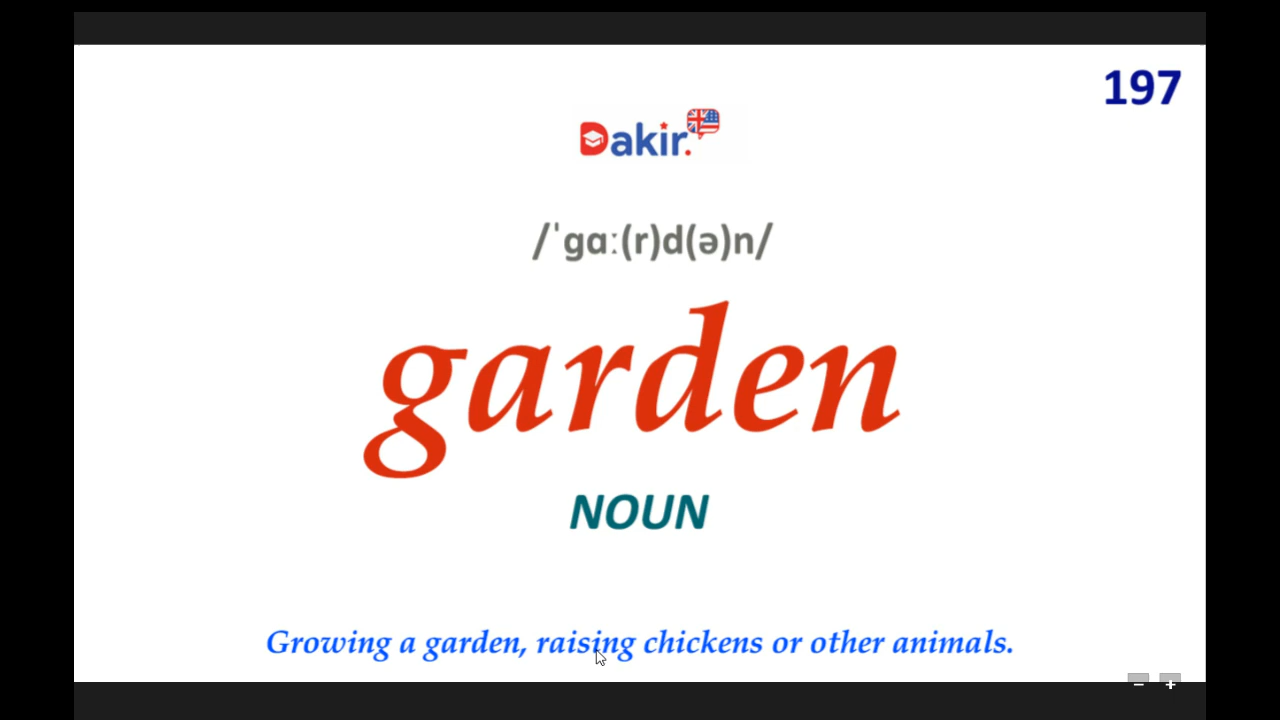 197
Dakir.
/ˈɡɑː(r)d(ə)n/
garden
NOUN
Growing a garden, raising chickens or other animals.
− +